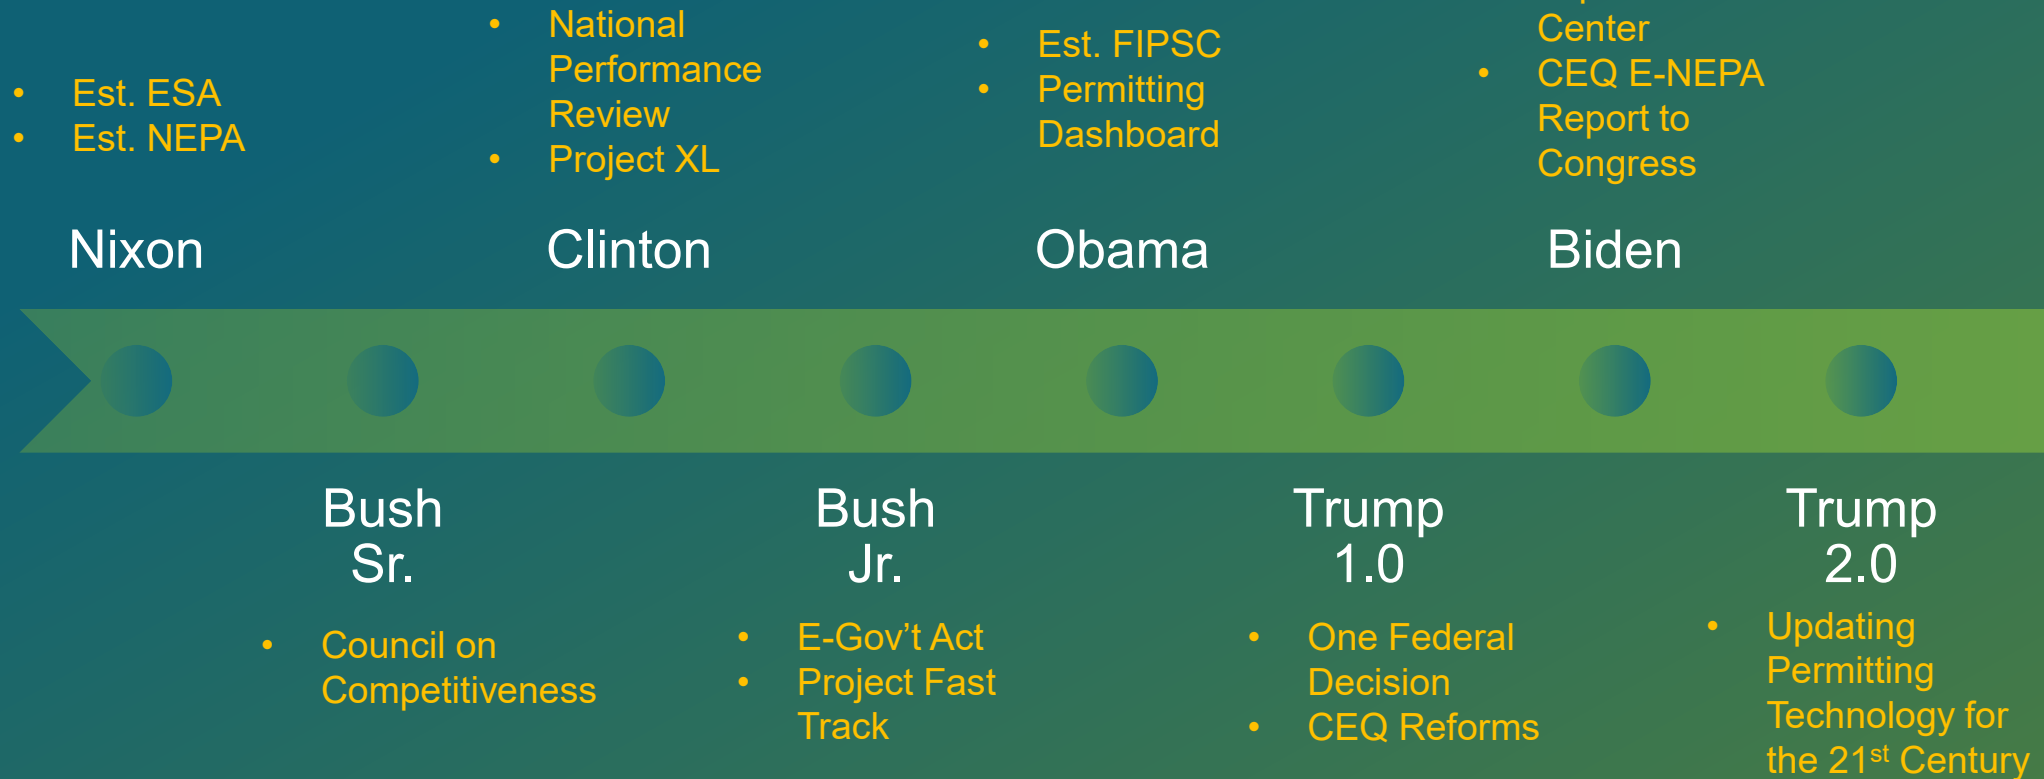 • Est. ESA
• Est. NEPA
Nixon
• National
Performance
Review
• Project XL
Clinton
• Est. FIPSC
• Permitting
Dashboard
Obama
Center
• CEQ E-NEPA
Report to
Congress
Biden
Bush
Sr.
• Council on
Competitiveness
Bush
Jr.
• E-Gov’t Act
• Project Fast
Track
Trump
1.0
• One Federal
Decision
• CEQ Reforms
Trump
2.0
• Updating
Permitting
Technology for
the 21st Century